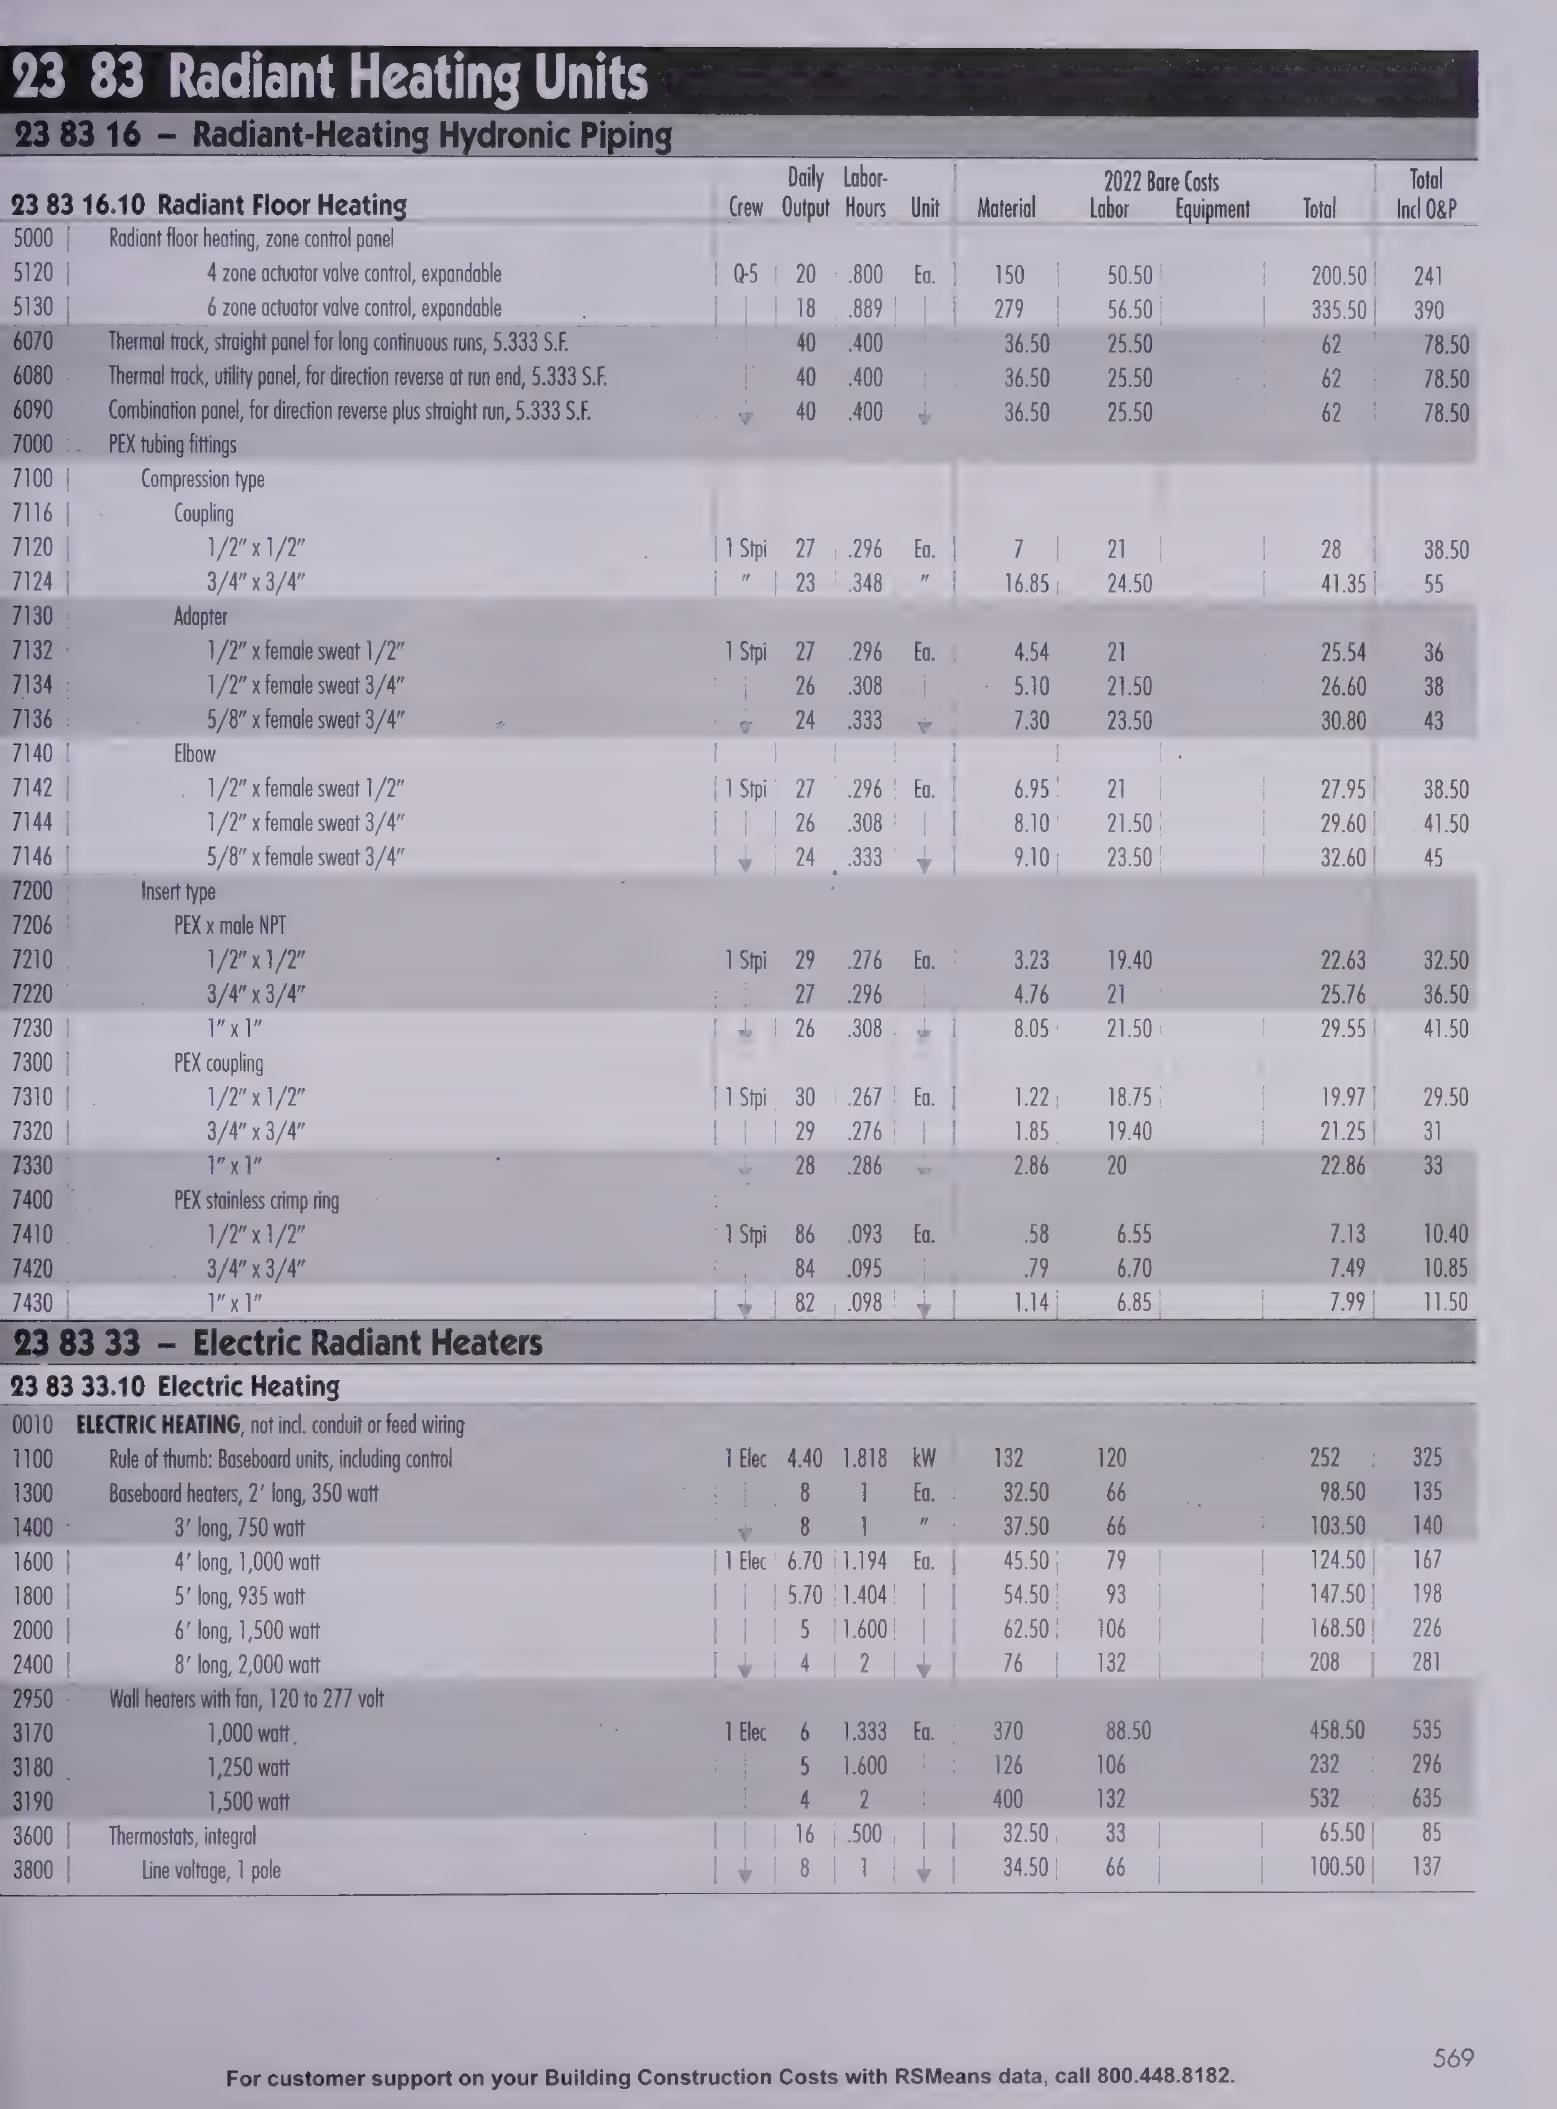 23 83 Radiant Heating Units
23 83 16 – Radiant-Heating Hydronic Piping
Daily Labor- 2022 Bare Costs Total
23 83 16.10 Radiant Floor Heating Crew Output Hours Unit Material Labor Equipment Total Incl O&P
5000 Radiant floor heating, zone control panel
5120 4 zone actuator valve control, expandable Q-5 20 .800 Ea. 150 50.50 200.50 241
5130 6 zone actuator valve control, expandable 18 .889 279 56.50 335.50 390
6070 Thermal track, straight panel for long continuous runs, 5.333 S.F. 40 .400 36.50 25.50 62 78.50
6080 Thermal track, utility panel, for direction reverse at run end, 5.333 S.F. 40 .400 36.50 25.50 62 78.50
6090 Combination panel, for direction reverse plus straight run, 5.333 S.F. 40 .400 36.50 25.50 62 78.50
7000 PEX tubing fittings
7100 Compression type
7116 Coupling
7120 1/2" x 1/2" 1 Stpi 27 .296 Ea. 7 21 28 38.50
7124 3/4" x 3/4" " 23 .348 " 16.85 24.50 41.35 55
7130 Adapter
7132 1/2" x female sweat 1/2" 1 Stpi 27 .296 Ea. 4.54 21 25.54 36
7134 1/2" x female sweat 3/4" 26 .308 5.10 21.50 26.60 38
7136 5/8" x female sweat 3/4" 24 .333 7.30 23.50 30.80 43
7140 Elbow
7142 1/2" x female sweat 1/2" 1 Stpi 27 .296 Ea. 6.95 21 27.95 38.50
7144 1/2" x female sweat 3/4" 26 .308 8.10 21.50 29.60 41.50
7146 5/8" x female sweat 3/4" 24 .333 9.10 23.50 32.60 45
7200 Insert type
7206 PEX x male NPT
7210 1/2" x 1/2" 1 Stpi 29 .276 Ea. 3.23 19.40 22.63 32.50
7220 3/4" x 3/4" 27 .296 4.76 21 25.76 36.50
7230 1" x 1" 26 .308 8.05 21.50 29.55 41.50
7300 PEX coupling
7310 1/2" x 1/2" 1 Stpi 30 .267 Ea. 1.22 18.75 19.97 29.50
7320 3/4" x 3/4" 29 .276 1.85 19.40 21.25 31
7330 1" x 1" 28 .286 2.86 20 22.86 33
7400 PEX stainless crimp ring
7410 1/2" x 1/2" 1 Stpi 86 .093 Ea. .58 6.55 7.13 10.40
7420 3/4" x 3/4" 84 .095 .79 6.70 7.49 10.85
7430 1" x 1" 82 .098 1.14 6.85 7.99 11.50
23 83 33 – Electric Radiant Heaters
23 83 33.10 Electric Heating
0010 ELECTRIC HEATING, not incl. conduit or feed wiring
1100 Rule of thumb: Baseboard units, including control 1 Elec 4.40 1.818 kW 132 120 252 325
1300 Baseboard heaters, 2' long, 350 watt 8 1 Ea. 32.50 66 98.50 135
1400 3' long, 750 watt 8 1 " 37.50 66 103.50 140
1600 4' long, 1,000 watt 1 Elec 6.70 1.194 Ea. 45.50 79 124.50 167
1800 5' long, 935 watt 5.70 1.404 54.50 93 147.50 198
2000 6' long, 1,500 watt 5 1.600 62.50 106 168.50 226
2400 8' long, 2,000 watt 4 2 76 132 208 281
2950 Wall heaters with fan, 120 to 277 volt
3170 1,000 watt 1 Elec 6 1.333 Ea. 370 88.50 458.50 535
3180 1,250 watt 5 1.600 126 106 232 296
3190 1,500 watt 4 2 400 132 532 635
3600 Thermostats, integral 16 .500 32.50 33 65.50 85
3800 Line voltage, 1 pole 8 1 34.50 66 100.50 137
569
For customer support on your Building Construction Costs with RSMeans data, call 800.448.8182.